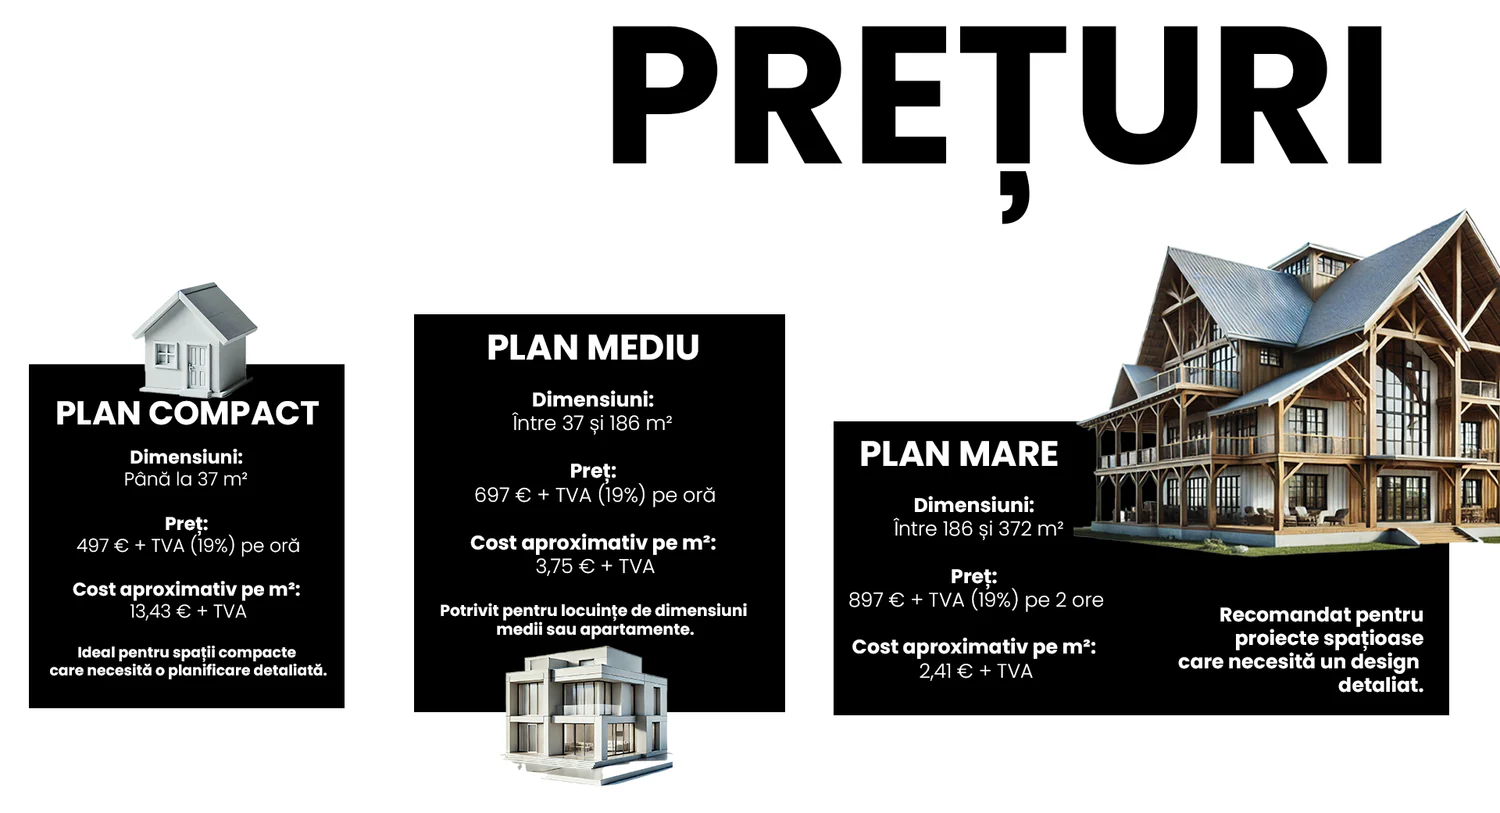 PREȚURI
PLAN COMPACT
Dimensiuni:
Până la 37 m²
Preț:
497 € + TVA (19%) pe oră
Cost aproximativ pe m²:
13,43 € + TVA
Ideal pentru spații compacte
care necesită o planificare detaliată.
PLAN MEDIU
Dimensiuni:
Între 37 și 186 m²
Preț:
697 € + TVA (19%) pe oră
Cost aproximativ pe m²:
3,75 € + TVA
Potrivit pentru locuințe de dimensiuni
medii sau apartamente.
PLAN MARE
Dimensiuni:
Între 186 și 372 m²
Preț:
897 € + TVA (19%) pe 2 ore
Cost aproximativ pe m²:
2,41 € + TVA
Recomandat pentru
proiecte spațioase
care necesită un design
detaliat.